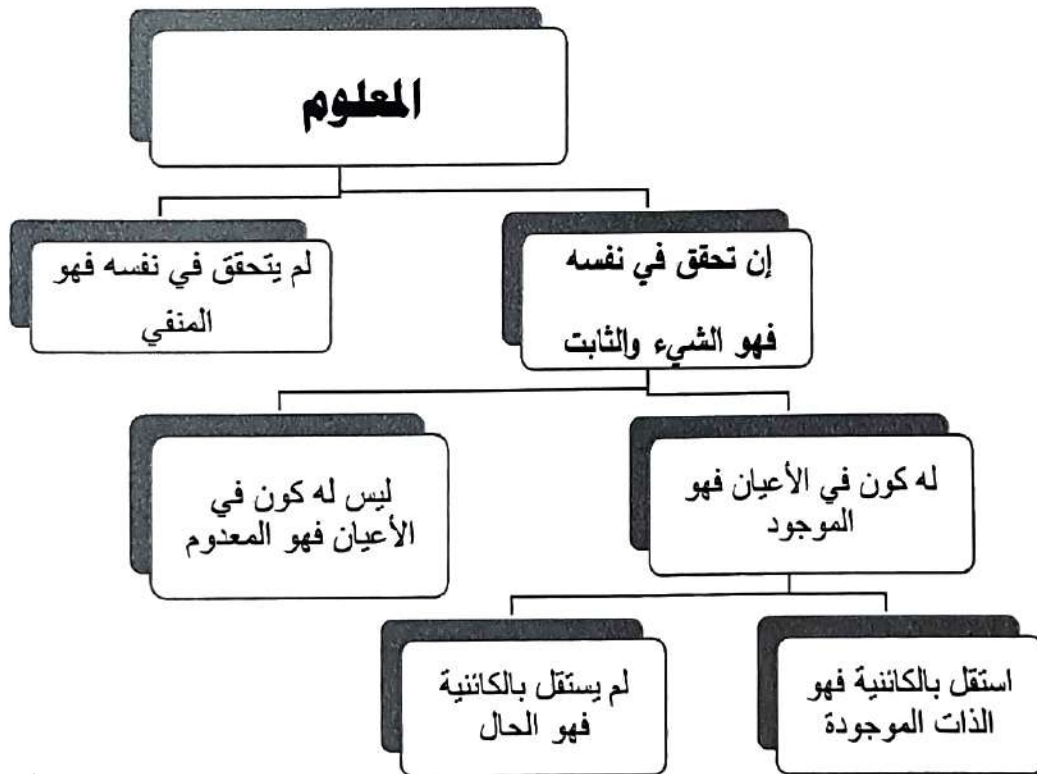 المعلوم
إن تحقق في نفسه
فهو الشيء والثابت
لم يتحقق في نفسه فهو
المنفي
له كون في الأعيان فهو
الموجود
ليس له كون في
الأعيان فهو المعدوم
استقل بالكائنية فهو
الذات الموجودة
لم يستقل بالكائنية
فهو الحال